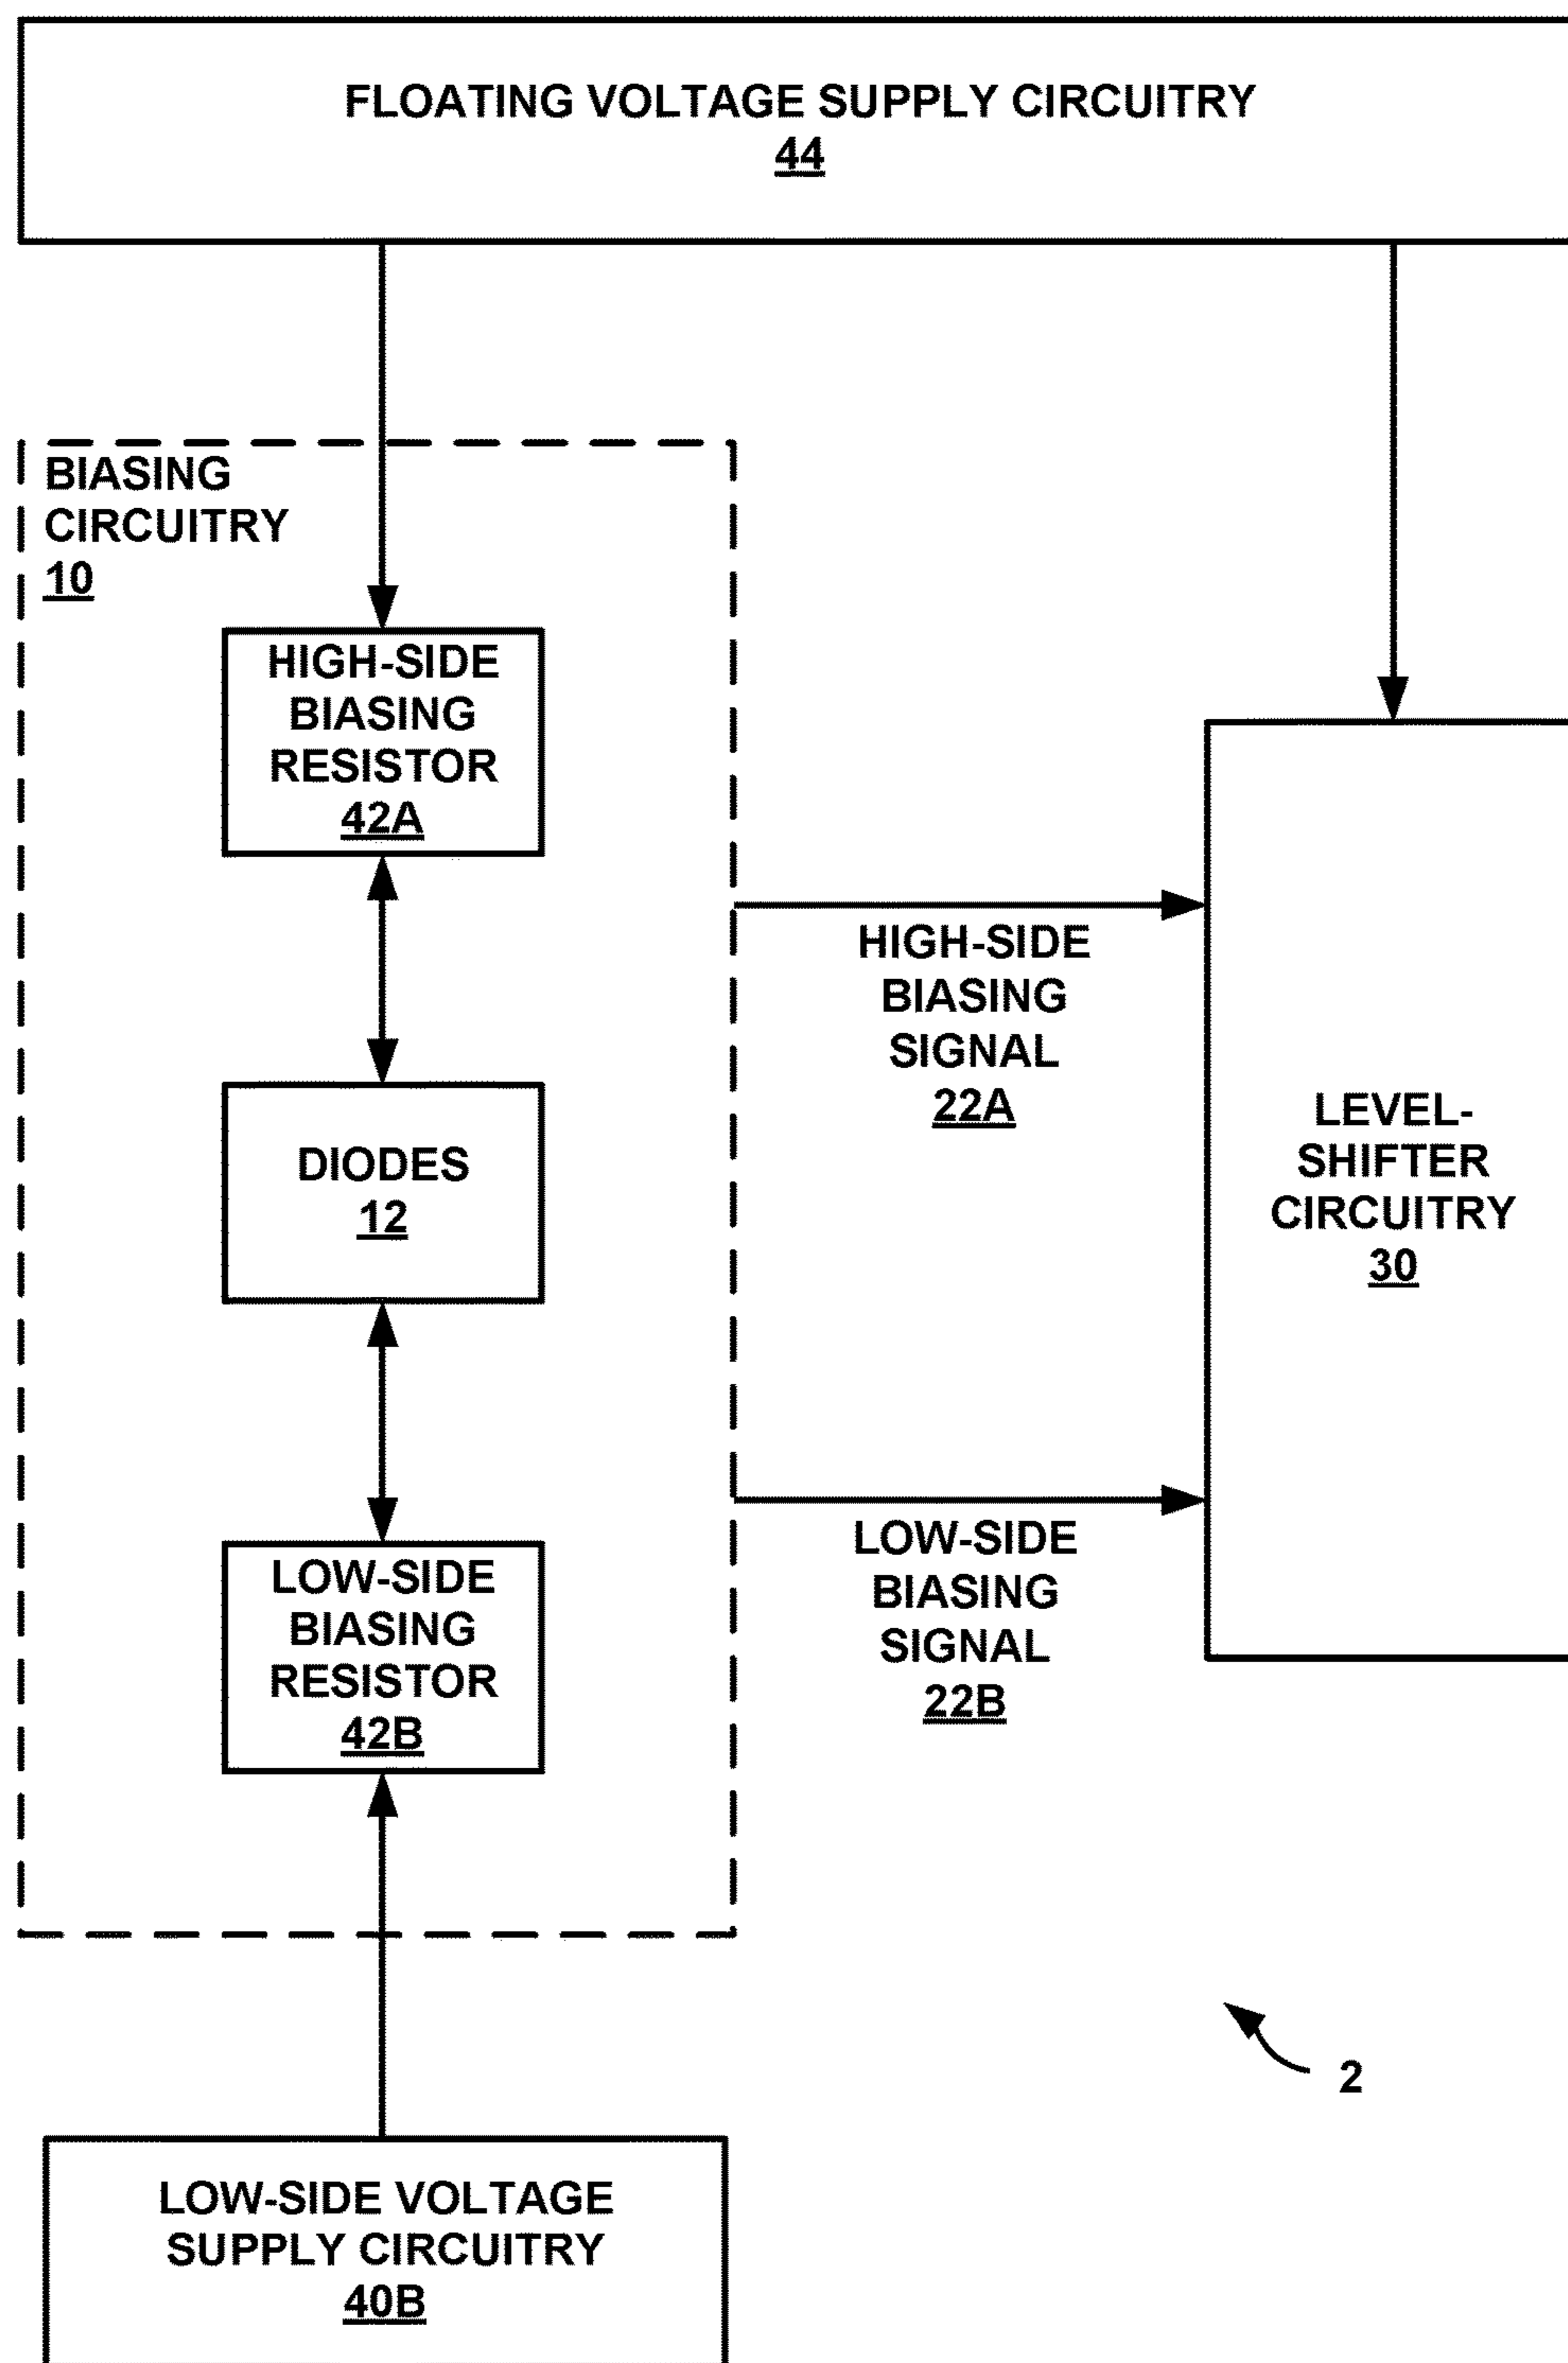 FLOATING VOLTAGE SUPPLY CIRCUITRY
44
BIASING
CIRCUITRY
10
HIGH-SIDE
BIASING
RESISTOR
42A
HIGH-SIDE
BIASING
SIGNAL
22A
DIODES
12
LEVEL-
SHIFTER
CIRCUITRY
30
LOW-SIDE
BIASING
RESISTOR
42B
LOW-SIDE
BIASING
SIGNAL
22B
2
LOW-SIDE VOLTAGE
SUPPLY CIRCUITRY
40B